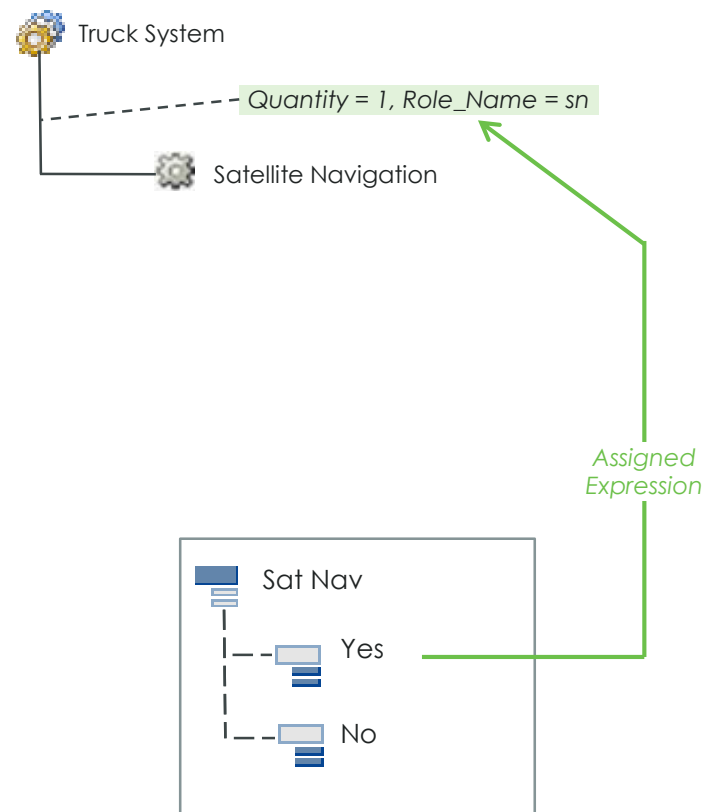 Truck System
Quantity = 1, Role_Name = sn
Satellite Navigation
Assigned
Expression
Sat Nav
Yes
No